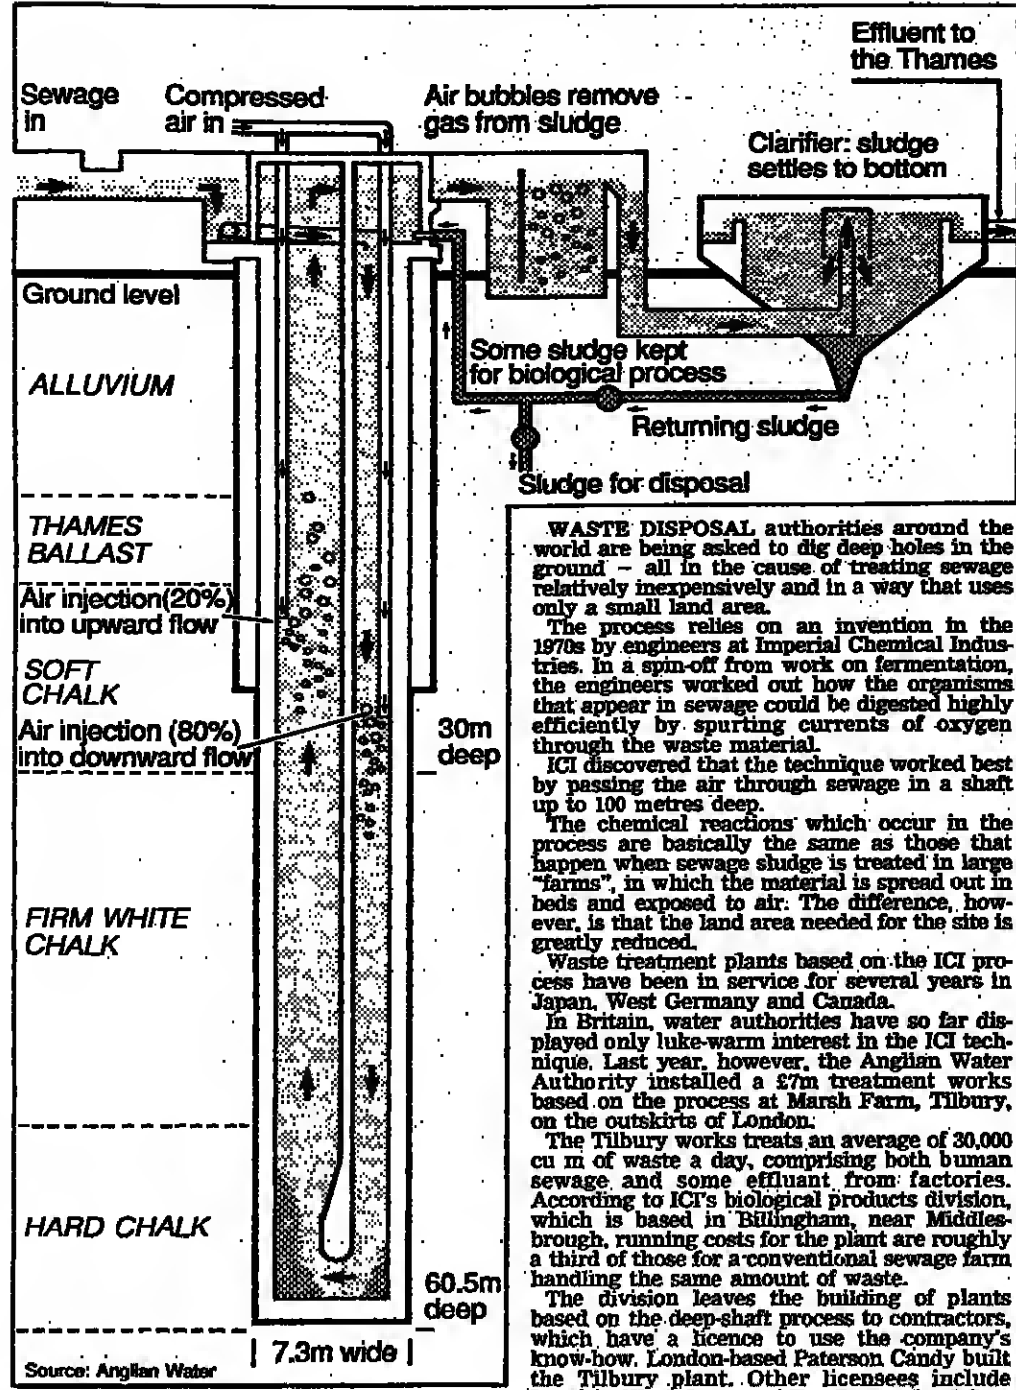 Effluent to
the Thames
Sewage
in
Compressed
air in
Air bubbles remove
gas from sludge
Clarifier: sludge
settles to bottom
Ground level
ALLUVIUM
Some sludge kept
for biological process
Returning sludge
Sludge for disposal
THAMES
BALLAST
Air injection(20%)
into upward flow
SOFT
CHALK
Air injection (80%)
into downward flow
30m
deep
FIRM WHITE
CHALK
HARD CHALK
60.5m
deep
7.3m wide
Source: Anglian Water
WASTE DISPOSAL authorities around the
world are being asked to dig deep holes in the
ground – all in the cause of treating sewage
relatively inexpensively and in a way that uses
only a small land area.
The process relies on an invention in the
1970s by engineers at Imperial Chemical Indus-
tries. In a spin-off from work on fermentation,
the engineers worked out how the organisms
that appear in sewage could be digested highly
efficiently by spurting currents of oxygen
through the waste material.
ICI discovered that the technique worked best
by passing the air through sewage in a shaft
up to 100 metres deep.
The chemical reactions which occur in the
process are basically the same as those that
happen when sewage sludge is treated in large
"farms", in which the material is spread out in
beds and exposed to air. The difference, how-
ever, is that the land area needed for the site is
greatly reduced.
Waste treatment plants based on the ICI pro-
cess have been in service for several years in
Japan, West Germany and Canada.
In Britain, water authorities have so far dis-
played only luke-warm interest in the ICI tech-
nique. Last year, however, the Anglian Water
Authority installed a £7m treatment works
based on the process at Marsh Farm, Tilbury,
on the outskirts of London.
The Tilbury works treats an average of 30,000
cu m of waste a day, comprising both human
sewage and some effluant from factories.
According to ICI's biological products division,
which is based in Billingham, near Middles-
brough, running costs for the plant are roughly
a third of those for a conventional sewage farm
handling the same amount of waste.
The division leaves the building of plants
based on the deep-shaft process to contractors,
which have a licence to use the company's
know-how. London-based Paterson Candy built
the Tilbury plant. Other licensees include